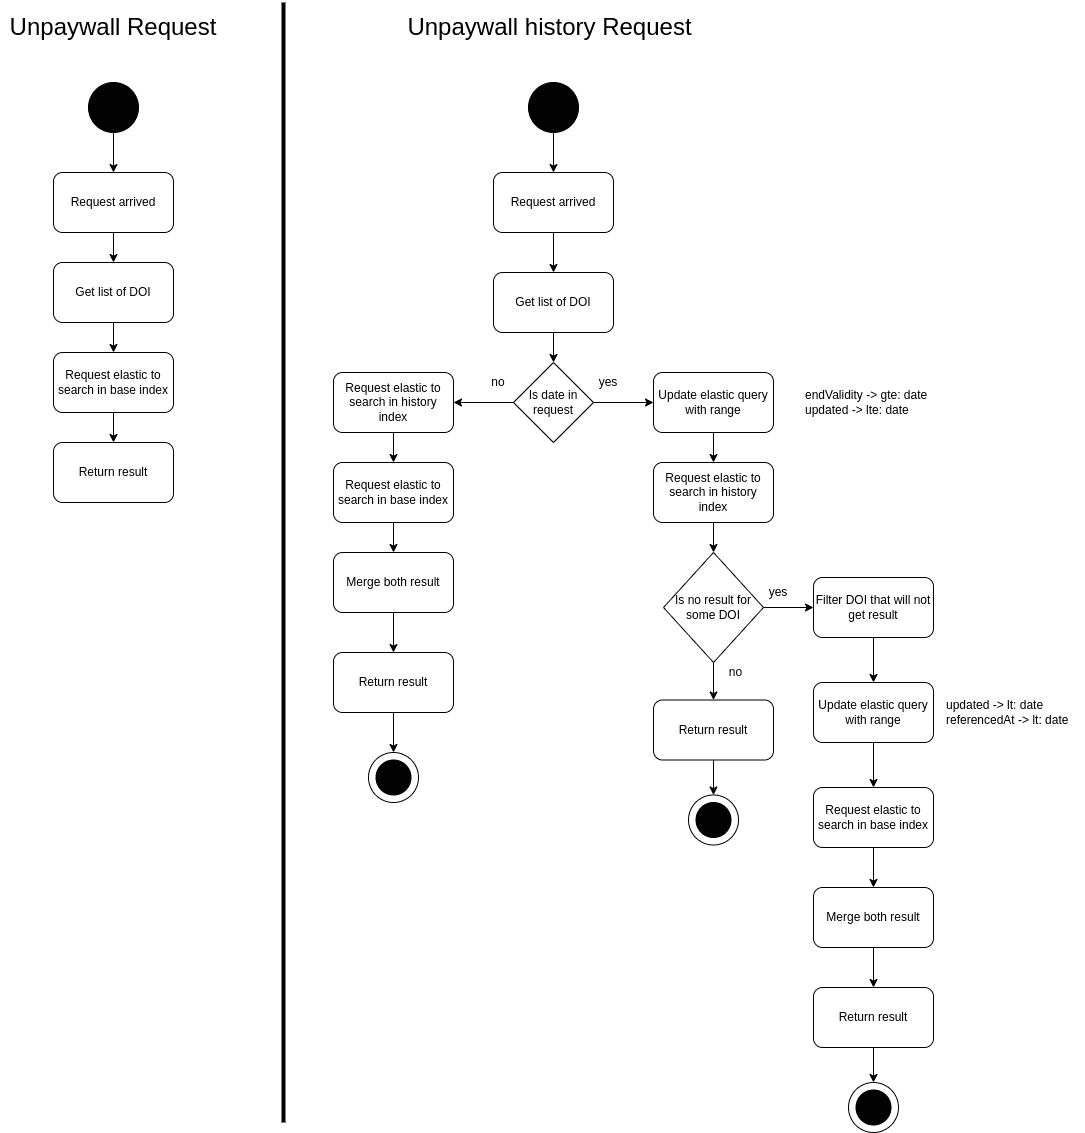 Unpaywall Request
Request arrived
Get list of DOI
Request elastic to
search in base index
Return result
Unpaywall history Request
Request arrived
Get list of DOI
Is date in
request
no
yes
Request elastic to
search in history
index
Request elastic to
search in base index
Merge both result
Return result
Update elastic query
with range
endValidity -> gte: date
updated -> lte: date
Request elastic to
search in history
index
Is no result for
some DOI
yes
no
Return result
Filter DOI that will not
get result
Update elastic query
with range
updated -> lt: date
referencedAt -> lt: date
Request elastic to
search in base index
Merge both result
Return result